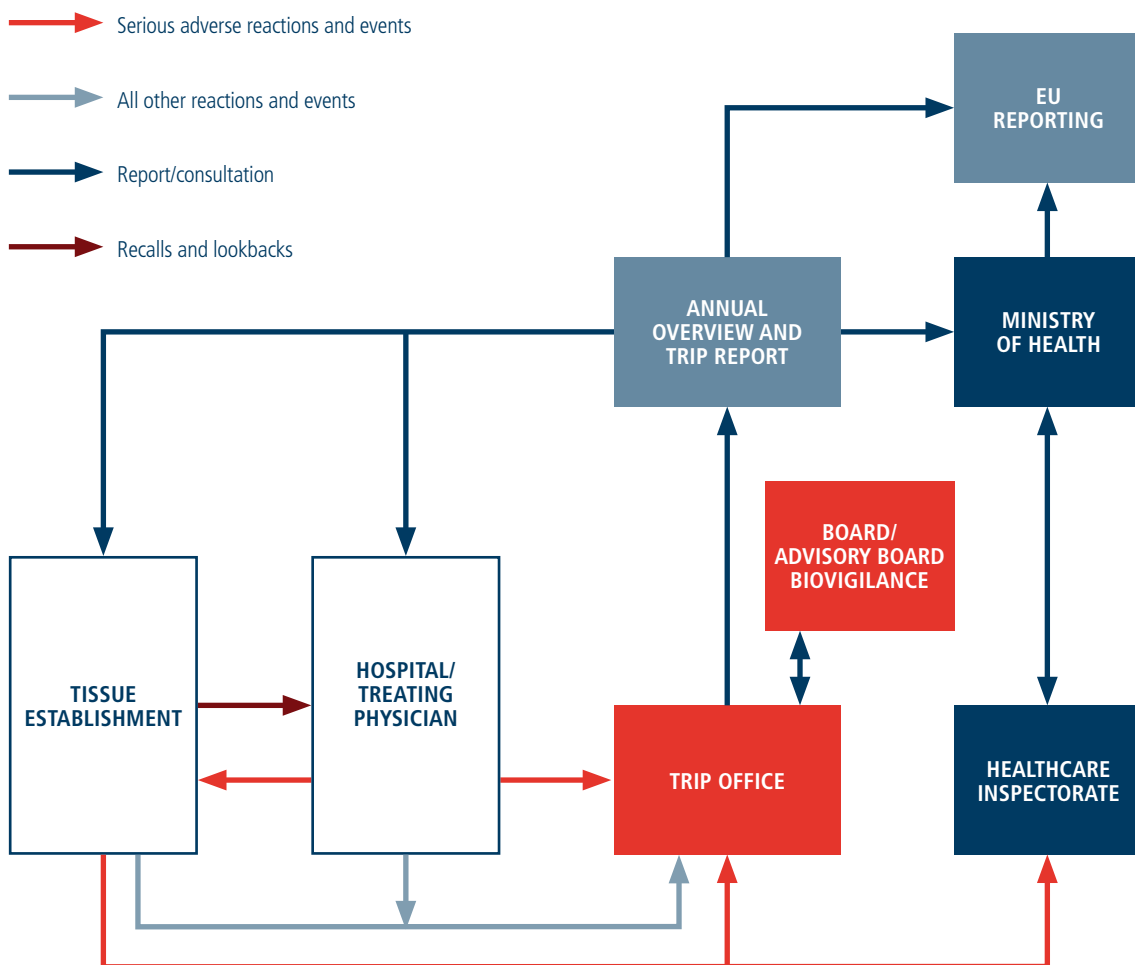 Serious adverse reactions and events
All other reactions and events
Report/consultation
Recalls and lookbacks
EU
REPORTING
ANNUAL
OVERVIEW AND
TRIP REPORT
MINISTRY
OF HEALTH
BOARD/
ADVISORY BOARD
BIOVIGILANCE
TISSUE
ESTABLISHMENT
HOSPITAL/
TREATING
PHYSICIAN
TRIP OFFICE
HEALTHCARE
INSPECTORATE